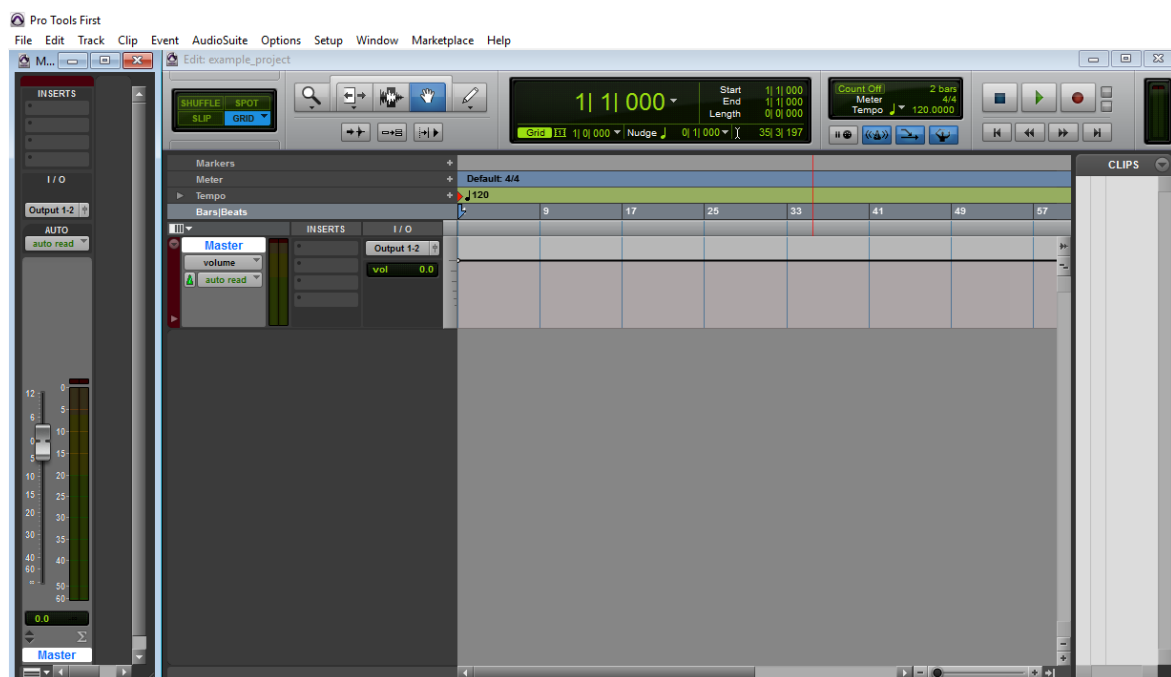 Pro Tools First
File Edit Track Clip Event AudioSuite Options Setup Window Marketplace Help
M...
Edit: example_project
INSERTS
I / O
Output 1-2
AUTO
auto read
12
6
0
5
10
15
20
30
40
60
∞
0
5
10
15
20
25
30
35
40
50
60
0.0
Σ
Master
SHUFFLE SPOT
SLIP GRID
1| 1| 000
Start 1| 1| 000
End 1| 1| 000
Length 0| 0| 000
Grid 1| 0| 000 Nudge 0| 1| 000 35| 3| 197
Count Off 2 bars
Meter 4/4
Tempo 120.0000
Markers
Meter Default: 4/4
Tempo 120
Bars|Beats 9 17 25 33 41 49 57
INSERTS I / O
Master
volume
auto read
Output 1-2
vol 0.0
CLIPS